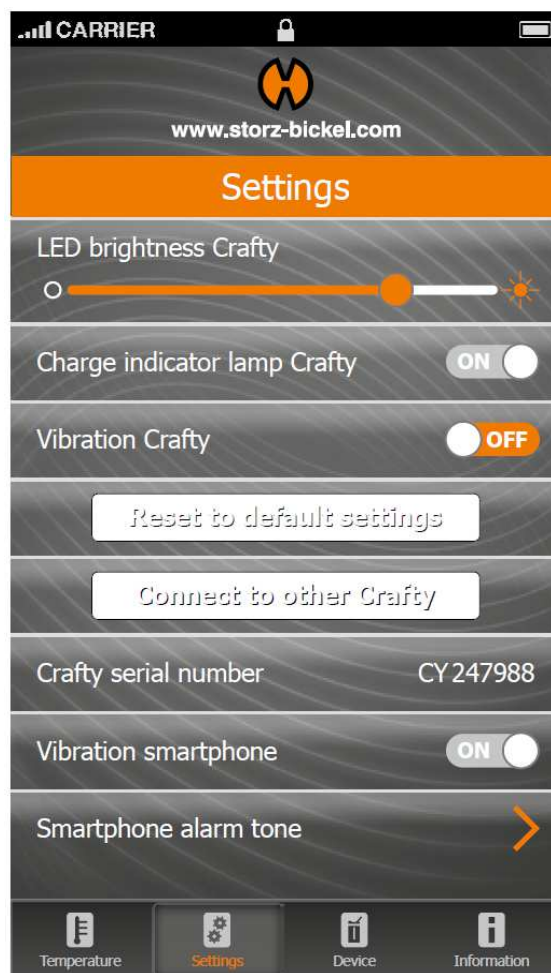 CARRIER
www.storz-bickel.com
Settings
LED brightness Crafty
Charge indicator lamp Crafty ON
Vibration Crafty OFF
Reset to default settings
Connect to other Crafty
Crafty serial number CY 247988
Vibration smartphone ON
Smartphone alarm tone
Temperature Settings Device Information